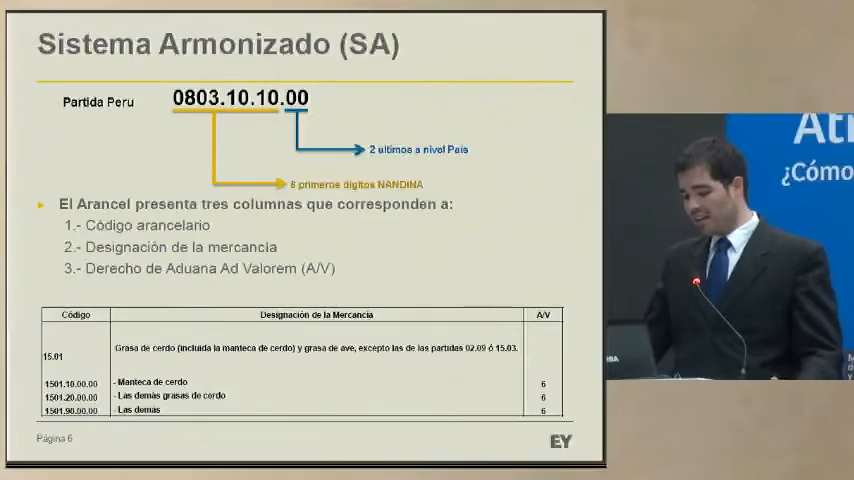 Sistema Armonizado (SA)
Partida Peru 0803.10.10.00
2 ultimos a nivel País
8 primeros dígitos NANDINA
El Arancel presenta tres columnas que corresponden a:
1.- Código arancelario
2.- Designación de la mercancia
3.- Derecho de Aduana Ad Valorem (A/V)
Código Designación de la Mercancía A/V
15.01 Grasa de cerdo (incluida la manteca de cerdo) y grasa de ave, excepto las de las partidas 02.09 ó 15.03.
1501.10.00.00 - Manteca de cerdo 6
1501.20.00.00 - Las demás grasas de cerdo 6
1501.90.00.00 - Las demás 6
Página 6
EY
¿Cómo